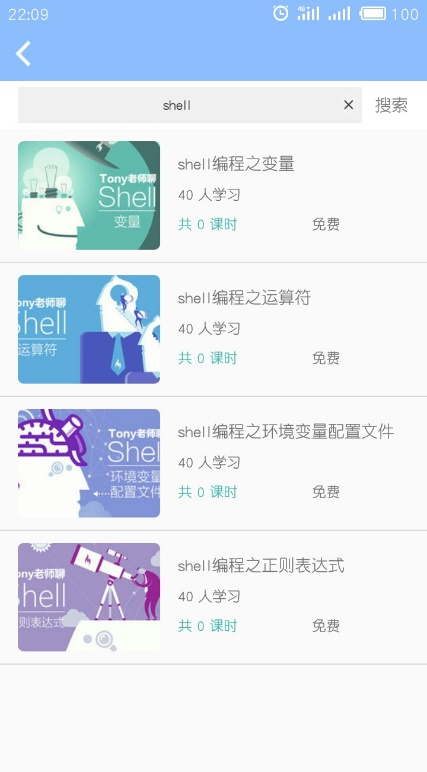 22:09
4G
100
shell ×
搜索
Tony老师聊
Shell
变量
shell编程之变量
40 人学习
共 0 课时 免费
ony老师聊
hell
运算符
shell编程之运算符
40 人学习
共 0 课时 免费
Tony老师聊
Shell
环境变量
配置文件
shell编程之环境变量配置文件
40 人学习
共 0 课时 免费
ony老师聊
hell
则表达式
shell编程之正则表达式
40 人学习
共 0 课时 免费